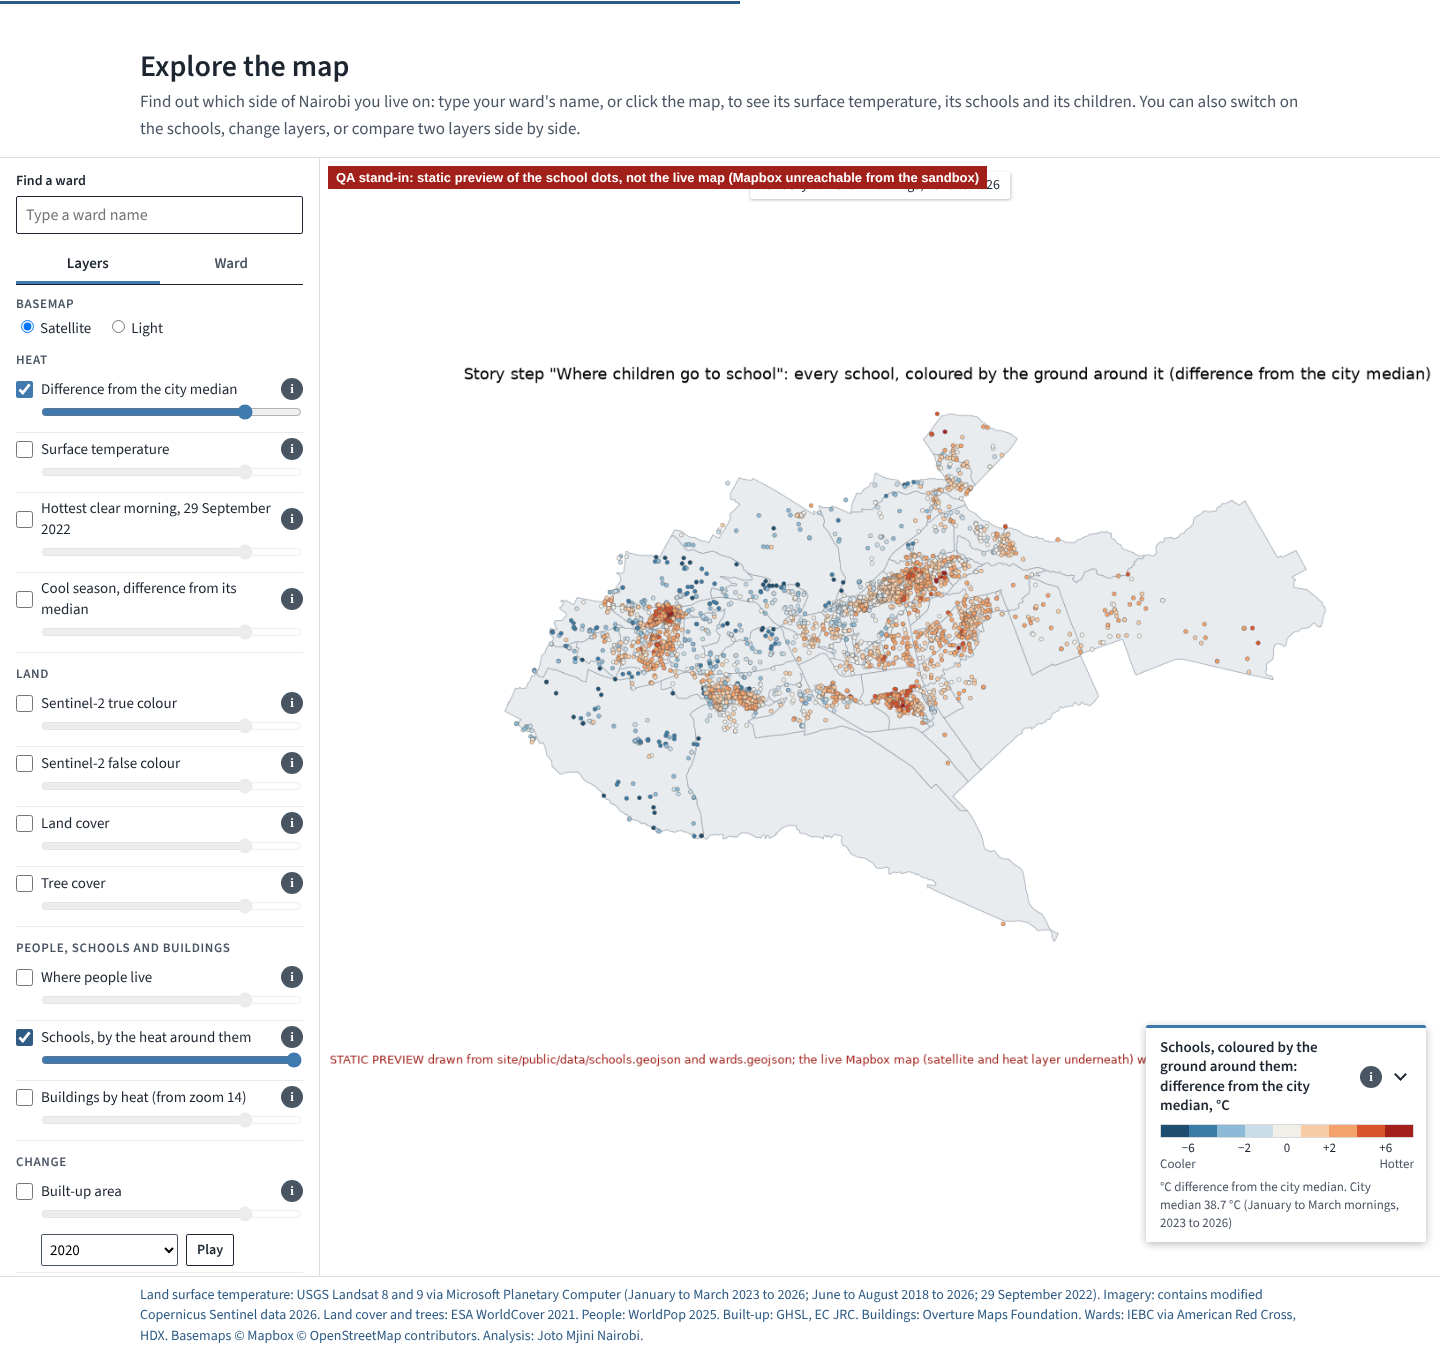 Explore the map
Find out which side of Nairobi you live on: type your ward's name, or click the map, to see its surface temperature, its schools and its children. You can also switch on
the schools, change layers, or compare two layers side by side.
Find a ward
Type a ward name
Layers
Ward
BASEMAP
Satellite
Light
HEAT
Difference from the city median
i
Surface temperature
i
Hottest clear morning, 29 September
2022
i
Cool season, difference from its
median
i
LAND
Sentinel-2 true colour
i
Sentinel-2 false colour
i
Land cover
i
Tree cover
i
PEOPLE, SCHOOLS AND BUILDINGS
Where people live
i
Schools, by the heat around them
i
Buildings by heat (from zoom 14)
i
CHANGE
Built-up area
i
2020
Play
QA stand-in: static preview of the school dots, not the live map (Mapbox unreachable from the sandbox)
26
Story step "Where children go to school": every school, coloured by the ground around it (difference from the city median)
STATIC PREVIEW drawn from site/public/data/schools.geojson and wards.geojson; the live Mapbox map (satellite and heat layer underneath) w
Schools, coloured by the
ground around them:
difference from the city
median, °C
i
−6 −2 0 +2 +6
Cooler Hotter
°C difference from the city median. City
median 38.7 °C (January to March mornings,
2023 to 2026)
Land surface temperature: USGS Landsat 8 and 9 via Microsoft Planetary Computer (January to March 2023 to 2026; June to August 2018 to 2026; 29 September 2022). Imagery: contains modified
Copernicus Sentinel data 2026. Land cover and trees: ESA WorldCover 2021. People: WorldPop 2025. Built-up: GHSL, EC JRC. Buildings: Overture Maps Foundation. Wards: IEBC via American Red Cross,
HDX. Basemaps © Mapbox © OpenStreetMap contributors. Analysis: Joto Mjini Nairobi.